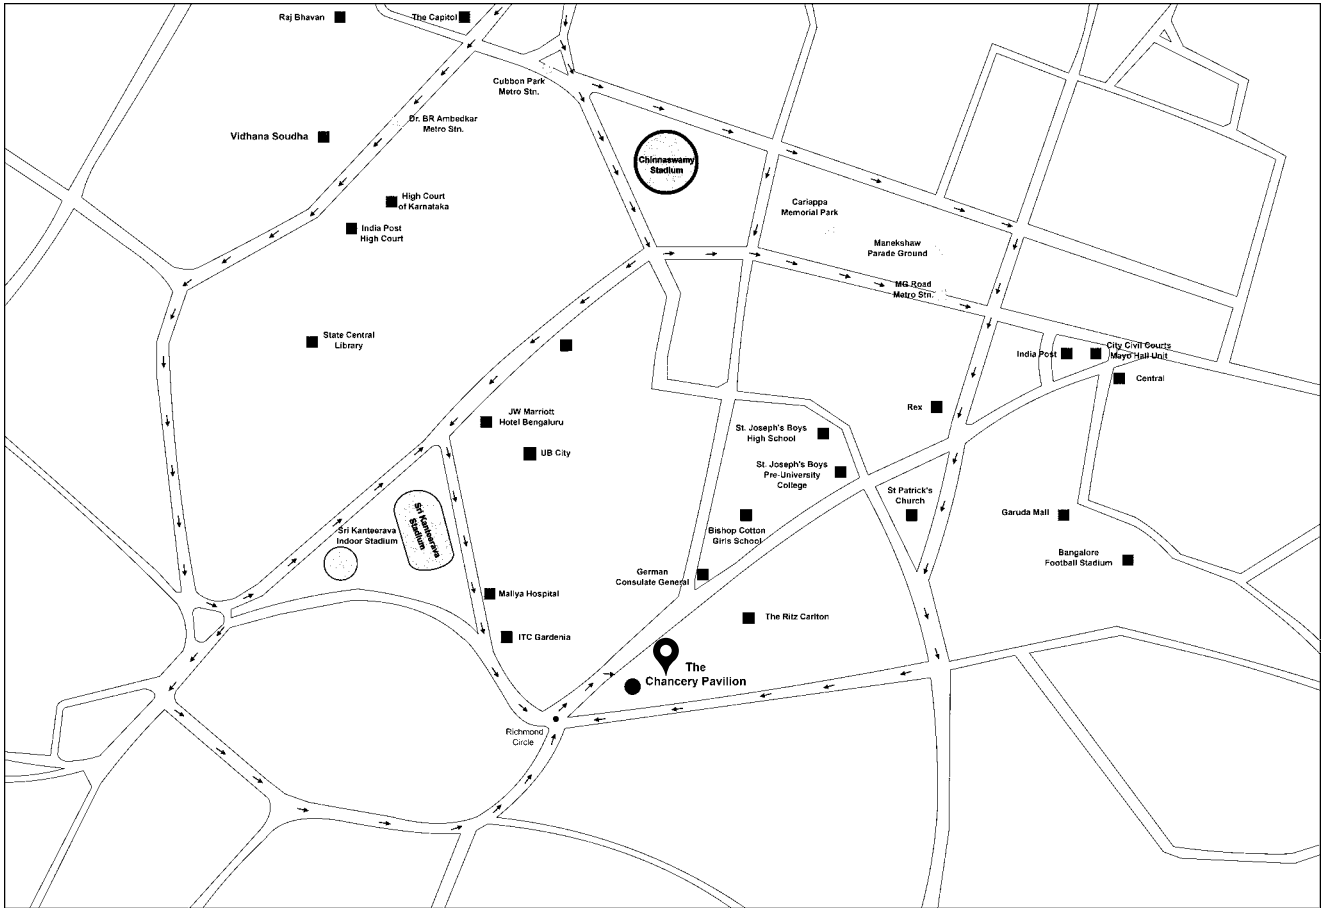 Raj Bhavan
The Capitol
Cubbon Park
Metro Stn.
Dr. BR Ambedkar
Metro Stn.
Vidhana Soudha
Chinnaswamy
Stadium
High Court
of Karnataka
India Post
High Court
Cariappa
Memorial Park
Manekshaw
Parade Ground
MG Road
Metro Stn.
State Central
Library
India Post
City Civil Courts
Mayo Hall Unit
Central
JW Marriott
Hotel Bengaluru
UB City
Rex
St. Joseph's Boys
High School
St. Joseph's Boys
Pre-University
College
St Patrick's
Church
Sri Kanteerava
Stadium
Sri Kanteerava
Indoor Stadium
Bishop Cotton
Girls School
Garuda Mall
Bangalore
Football Stadium
German
Consulate General
Mallya Hospital
The Ritz Carlton
ITC Gardenia
The
Chancery Pavilion
Richmond
Circle